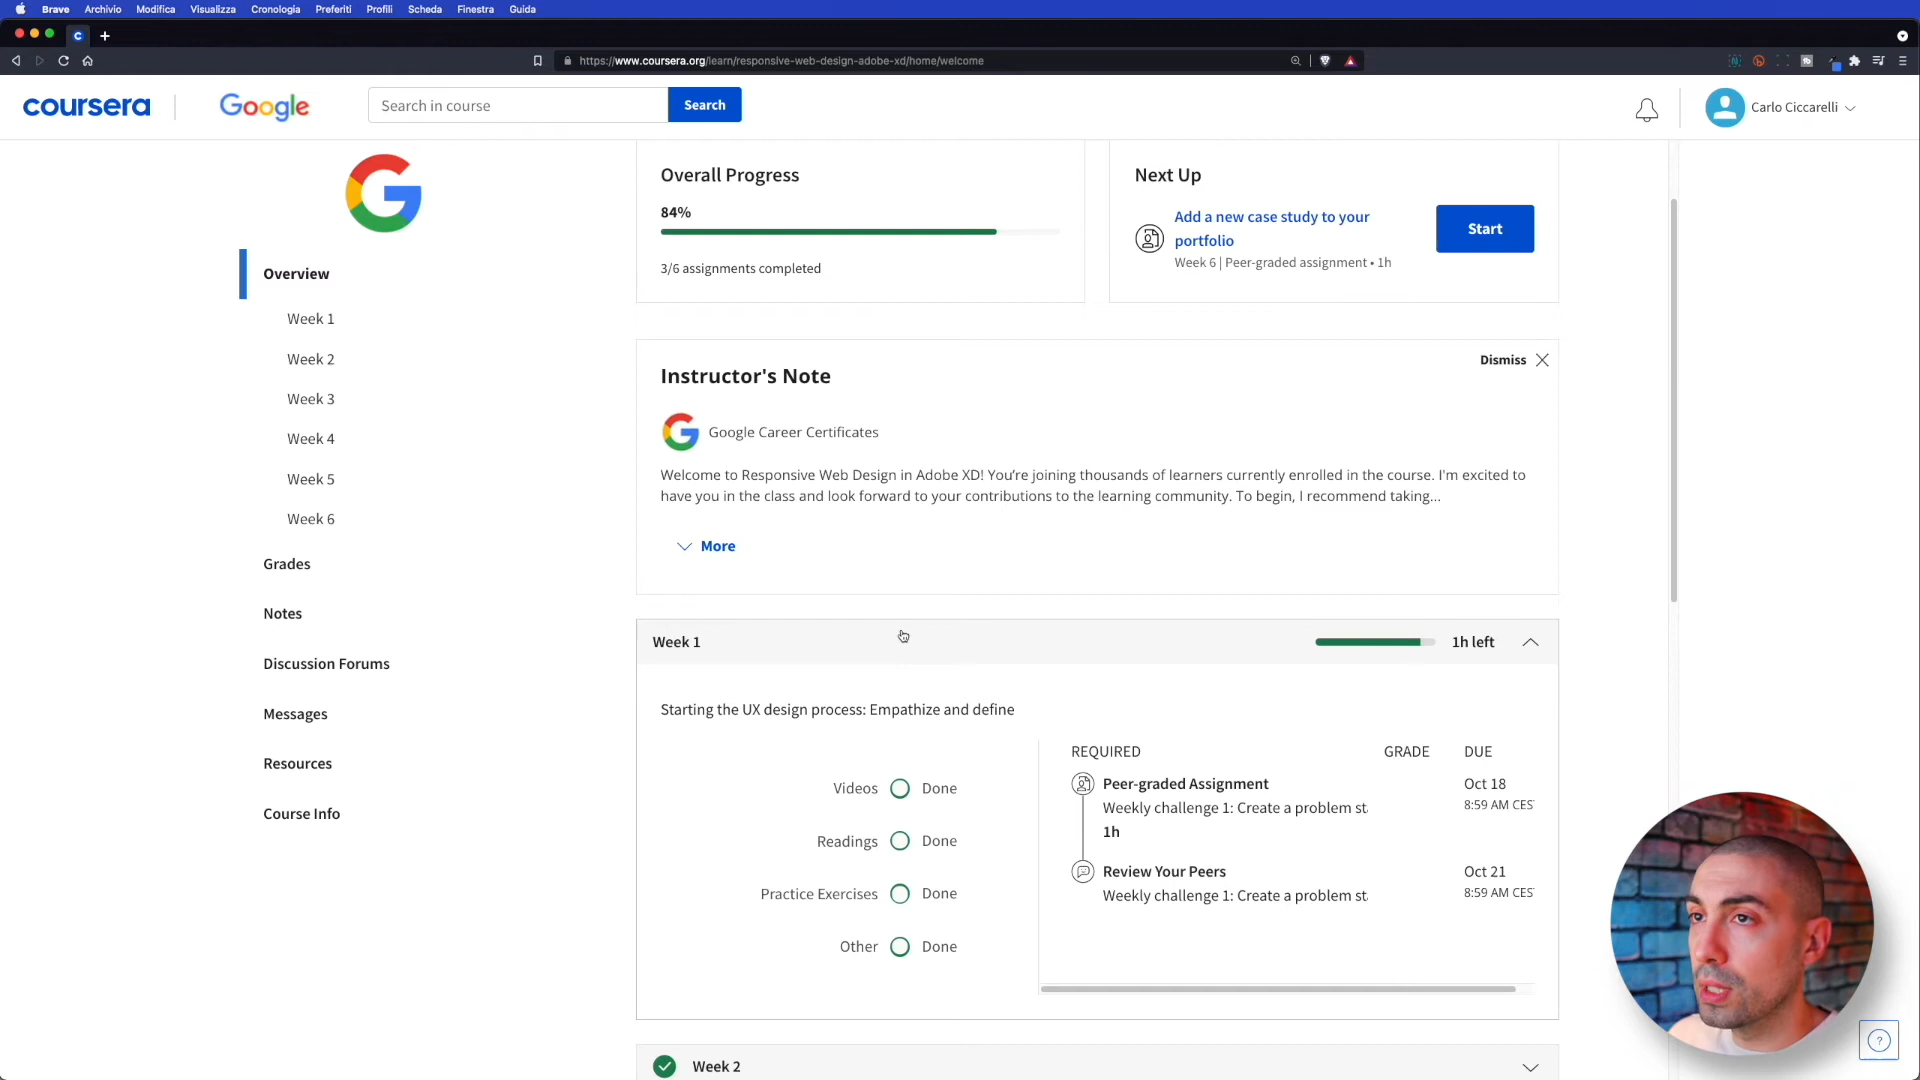 Brave Archivio Modifica Visualizza Cronologia Preferiti Profili Scheda Finestra Guida
https://www.coursera.org/learn/responsive-web-design-adobe-xd/home/welcome
coursera
Google
Search in course
Search
Carlo Ciccarelli
Overview
Week 1
Week 2
Week 3
Week 4
Week 5
Week 6
Grades
Notes
Discussion Forums
Messages
Resources
Course Info
Overall Progress
84%
3/6 assignments completed
Next Up
Add a new case study to your
portfolio
Week 6 | Peer-graded assignment • 1h
Start
Dismiss
Instructor's Note
Google Career Certificates
Welcome to Responsive Web Design in Adobe XD! You're joining thousands of learners currently enrolled in the course. I'm excited to
have you in the class and look forward to your contributions to the learning community. To begin, I recommend taking...
More
Week 1
1h left
Starting the UX design process: Empathize and define
Videos Done
Readings Done
Practice Exercises Done
Other Done
REQUIRED GRADE DUE
Peer-graded Assignment Oct 18
Weekly challenge 1: Create a problem st. 8:59 AM CES
1h
Review Your Peers Oct 21
Weekly challenge 1: Create a problem st. 8:59 AM CES
Week 2